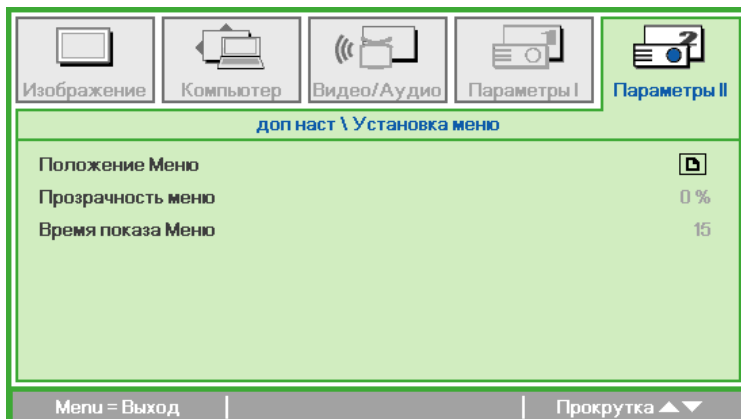 Изображение
Компьютер
Видео/Аудио
Параметры I
Параметры II
доп наст \ Установка меню
Положение Меню
Прозрачность меню 0 %
Время показа Меню 15
Menu = Выход Прокрутка ▲▼